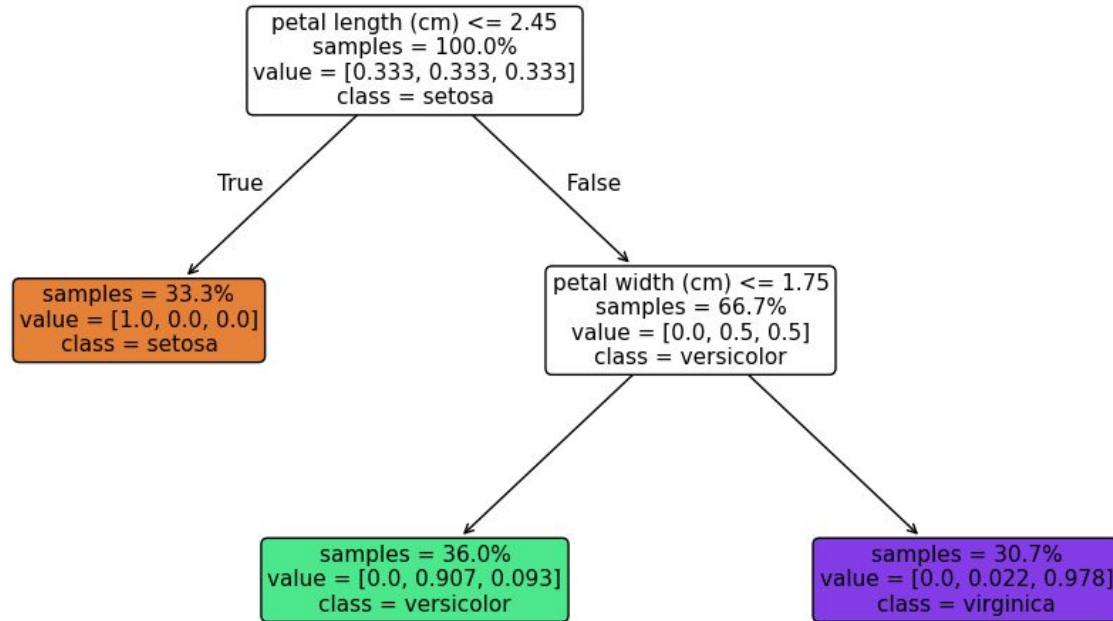 petal length (cm) <= 2.45
samples = 100.0%
value = [0.333, 0.333, 0.333]
class = setosa
True
False
samples = 33.3%
value = [1.0, 0.0, 0.0]
class = setosa
petal width (cm) <= 1.75
samples = 66.7%
value = [0.0, 0.5, 0.5]
class = versicolor
samples = 36.0%
value = [0.0, 0.907, 0.093]
class = versicolor
samples = 30.7%
value = [0.0, 0.022, 0.978]
class = virginica